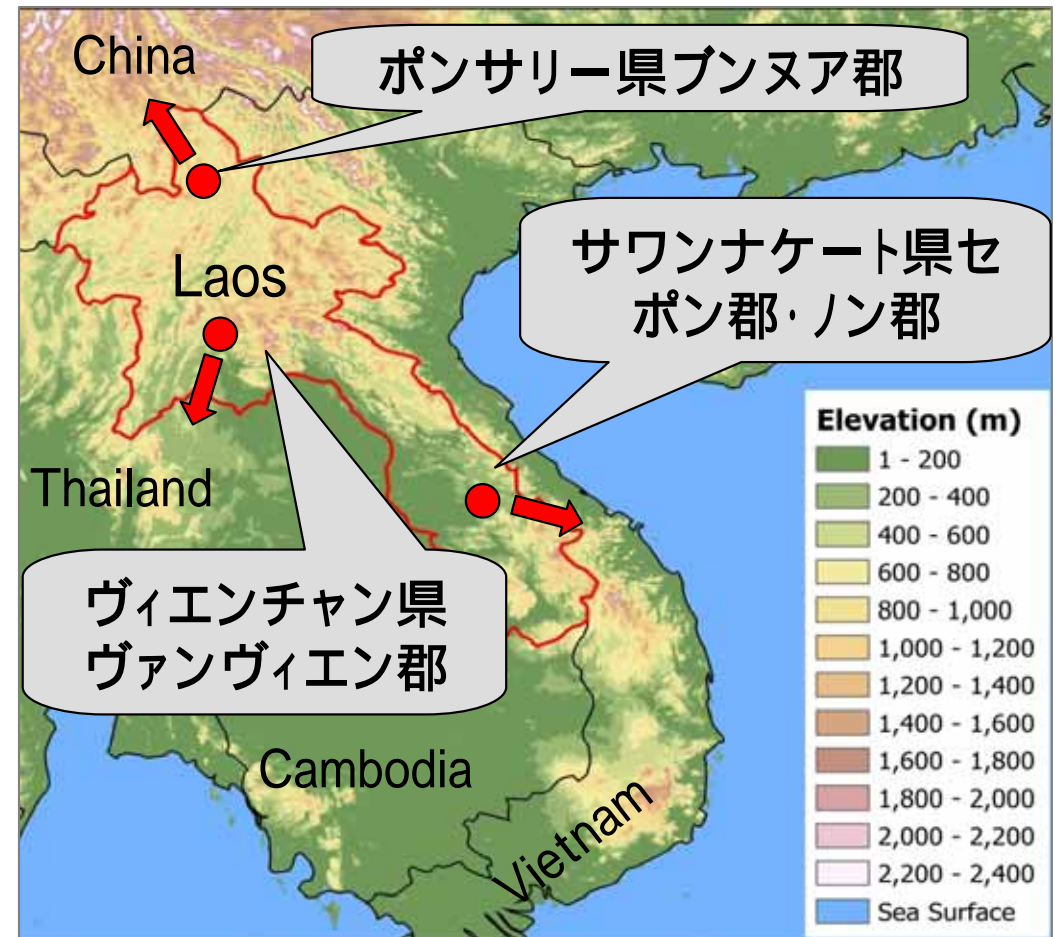 China
ポンサリー県ブンヌア郡
サワンナケート県セ
ポン郡・ノン郡
Laos
Thailand
ヴィエンチャン県
ヴァンヴィエン郡
Cambodia
Vietnam
Elevation (m)
1 - 200
200 - 400
400 - 600
600 - 800
800 - 1,000
1,000 - 1,200
1,200 - 1,400
1,400 - 1,600
1,600 - 1,800
1,800 - 2,000
2,000 - 2,200
2,200 - 2,400
Sea Surface